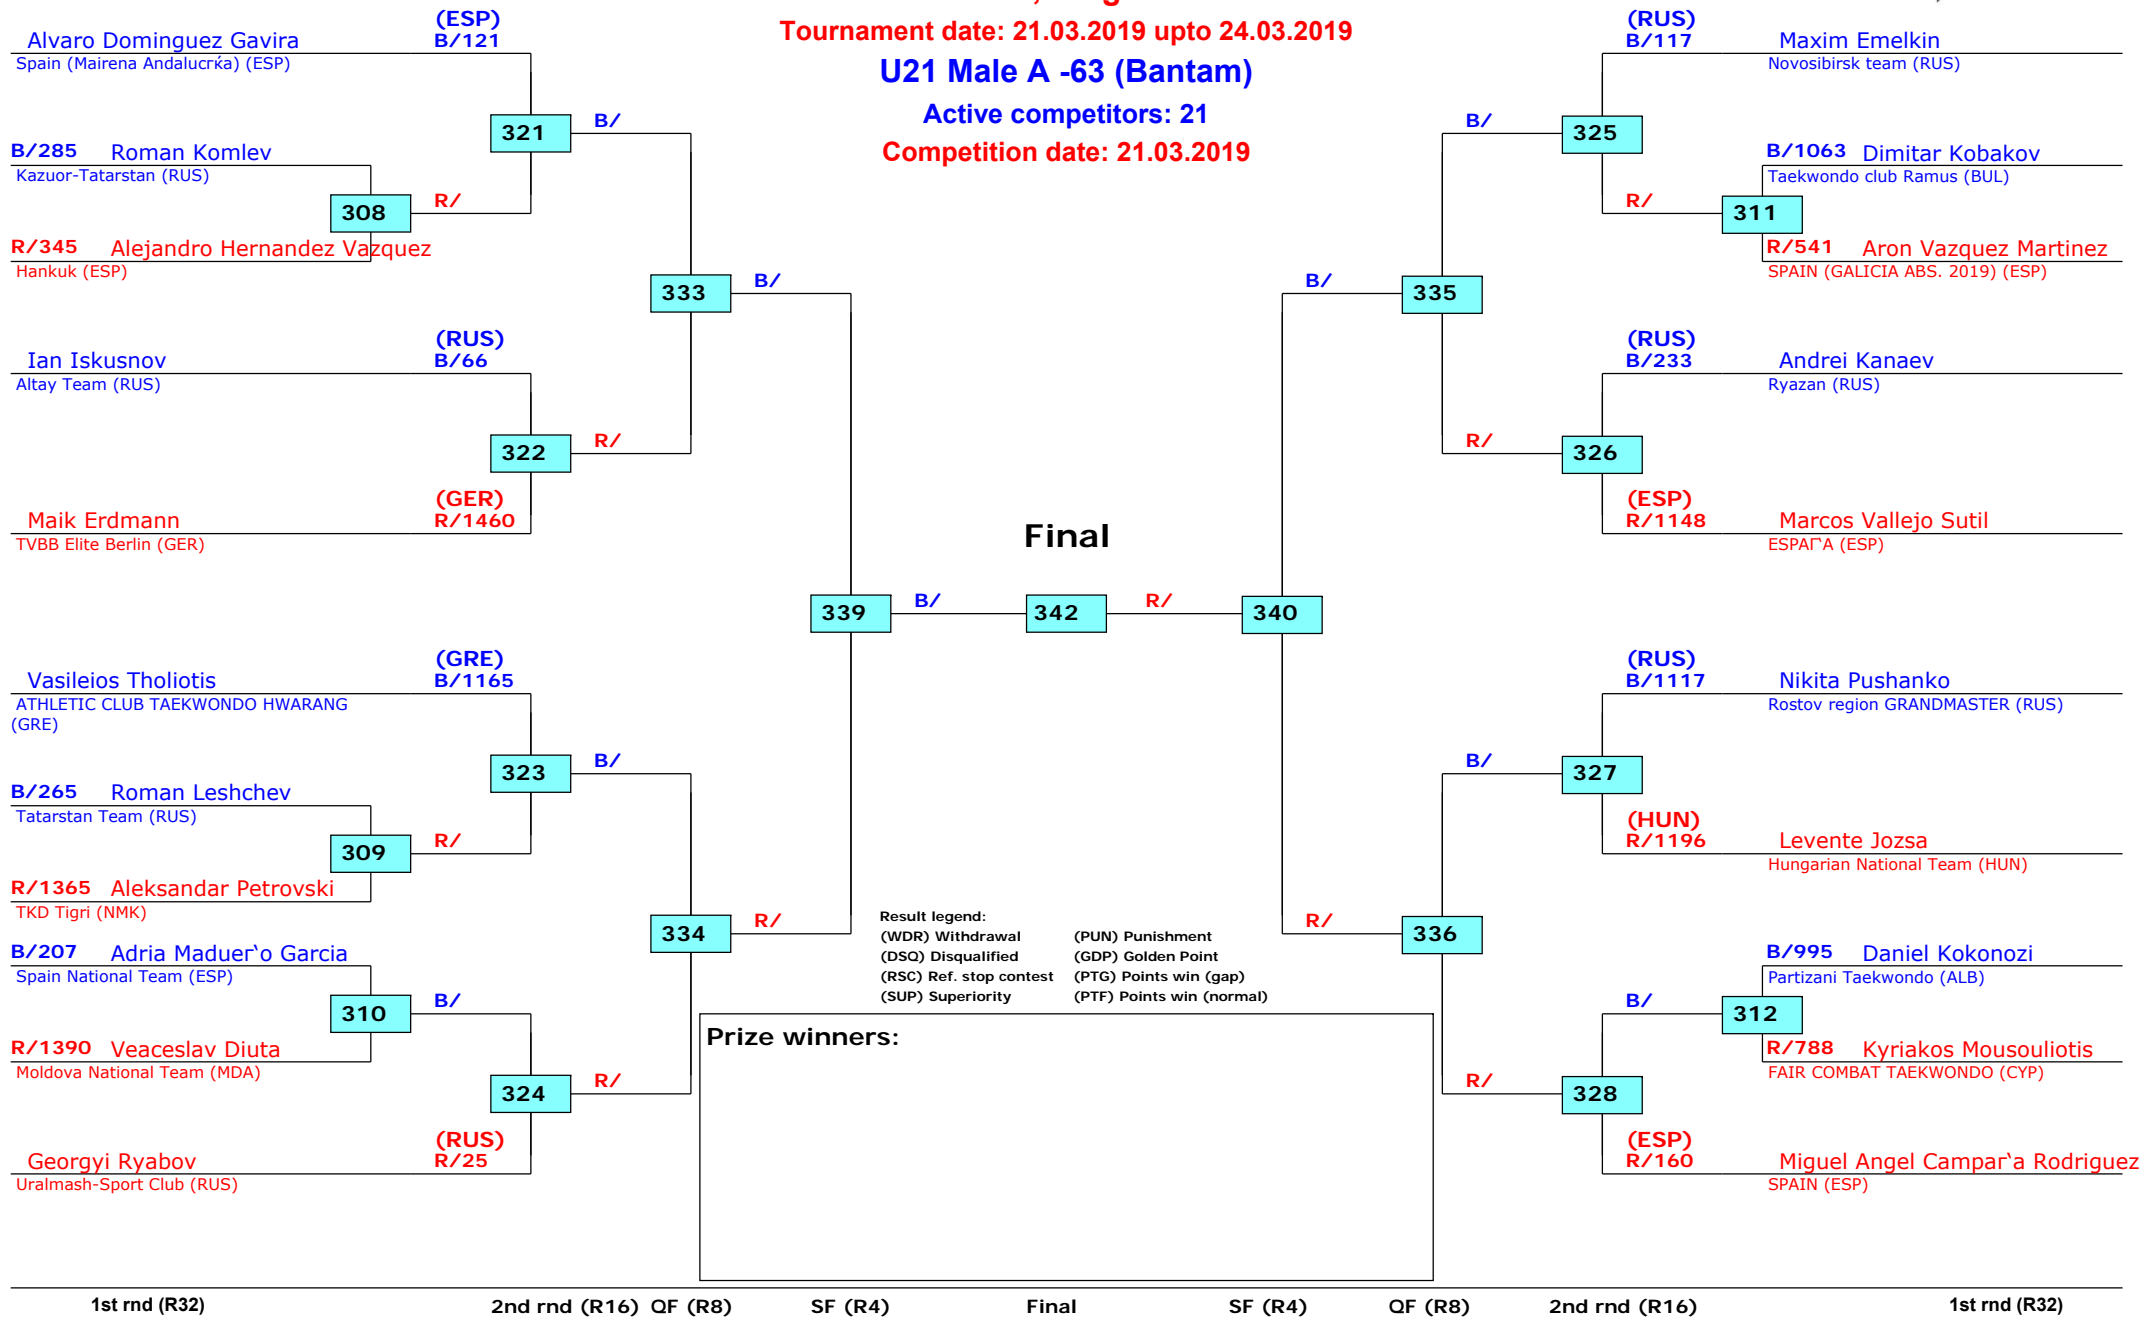 Tournament date: 21.03.2019 upto 24.03.2019
U21 Male A -63 (Bantam)
Active competitors: 21
Competition date: 21.03.2019
(ESP)
Alvaro Dominguez Gavira B/121
Spain (Mairena Andalucrќa) (ESP)
321
B/
B/285 Roman Komlev
Kazuor-Tatarstan (RUS)
308
R/
R/345 Alejandro Hernandez Vazquez
Hankuk (ESP)
333
B/
(RUS)
Ian Iskusnov B/66
Altay Team (RUS)
322
R/
(GER)
Maik Erdmann R/1460
TVBB Elite Berlin (GER)
339
B/
(GRE)
Vasileios Tholiotis B/1165
ATHLETIC CLUB TAEKWONDO HWARANG
(GRE)
323
B/
B/265 Roman Leshchev
Tatarstan Team (RUS)
309
R/
R/1365 Aleksandar Petrovski
TKD Tigri (NMK)
334
R/
B/207 Adria Maduerʻo Garcia
Spain National Team (ESP)
310
B/
R/1390 Veaceslav Diuta
Moldova National Team (MDA)
324
R/
(RUS)
Georgyi Ryabov R/25
Uralmash-Sport Club (RUS)
Final
342
R/
340
(RUS)
B/117 Maxim Emelkin
Novosibirsk team (RUS)
B/
325
B/1063 Dimitar Kobakov
Taekwondo club Ramus (BUL)
R/
311
R/541 Aron Vazquez Martinez
SPAIN (GALICIA ABS. 2019) (ESP)
B/
335
(RUS)
B/233 Andrei Kanaev
Ryazan (RUS)
R/
326
(ESP)
R/1148 Marcos Vallejo Sutil
ESPAГʻA (ESP)
(RUS)
B/1117 Nikita Pushanko
Rostov region GRANDMASTER (RUS)
B/
327
(HUN)
R/1196 Levente Jozsa
Hungarian National Team (HUN)
R/
336
B/995 Daniel Kokonozi
Partizani Taekwondo (ALB)
B/
312
R/788 Kyriakos Mousouliotis
FAIR COMBAT TAEKWONDO (CYP)
R/
328
(ESP)
R/160 Miguel Angel Camparʻa Rodriguez
SPAIN (ESP)
Result legend:
(WDR) Withdrawal (PUN) Punishment
(DSQ) Disqualified (GDP) Golden Point
(RSC) Ref. stop contest (PTG) Points win (gap)
(SUP) Superiority (PTF) Points win (normal)
Prize winners:
1st rnd (R32) 2nd rnd (R16) QF (R8) SF (R4) Final SF (R4) QF (R8) 2nd rnd (R16) 1st rnd (R32)